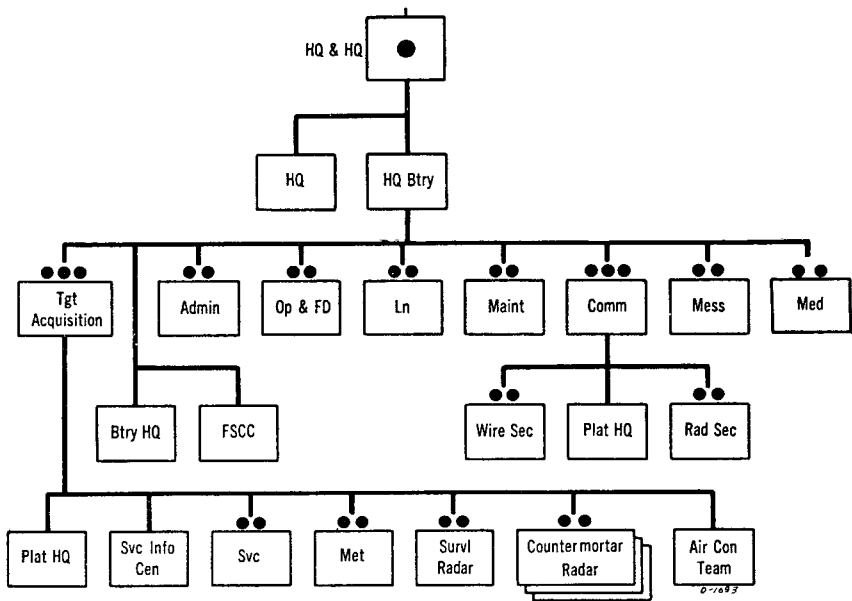 HQ & HQ
HQ
HQ Btry
Tgt
Acquisition
Admin
Op & FD
Ln
Maint
Comm
Mess
Med
Btry HQ
FSCC
Wire Sec
Plat HQ
Rad Sec
Plat HQ
Svc Info
Cen
Svc
Met
Survl
Radar
Countermortar
Radar
Air Con
Team
0-1693